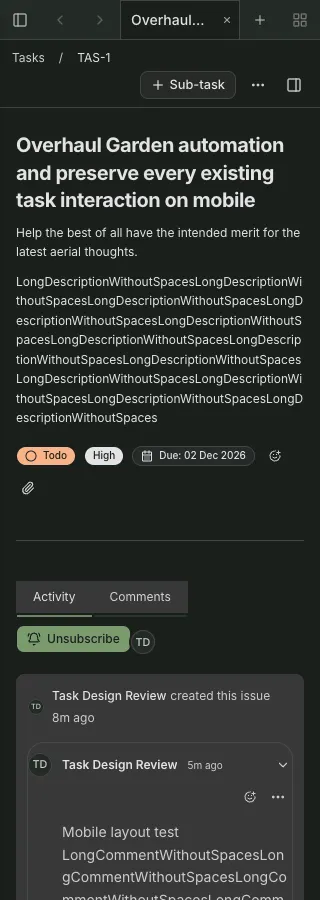 Overhaul...
Tasks / TAS-1
Sub-task
Overhaul Garden automation
and preserve every existing
task interaction on mobile
Help the best of all have the intended merit for the
latest aerial thoughts.
LongDescriptionWithoutSpacesLongDescriptionWi
thoutSpacesLongDescriptionWithoutSpacesLongD
escriptionWithoutSpacesLongDescriptionWithoutS
pacesLongDescriptionWithoutSpacesLongDescrip
tionWithoutSpacesLongDescriptionWithoutSpaces
LongDescriptionWithoutSpacesLongDescriptionWi
thoutSpacesLongDescriptionWithoutSpacesLongD
escriptionWithoutSpaces
Todo High Due: 02 Dec 2026
Activity Comments
Unsubscribe TD
TD Task Design Review created this issue
8m ago
TD Task Design Review 5m ago
Mobile layout test
LongCommentWithoutSpacesLon
gCommentWithoutSpacesLongCo
mmentWithoutSpacesLongComm